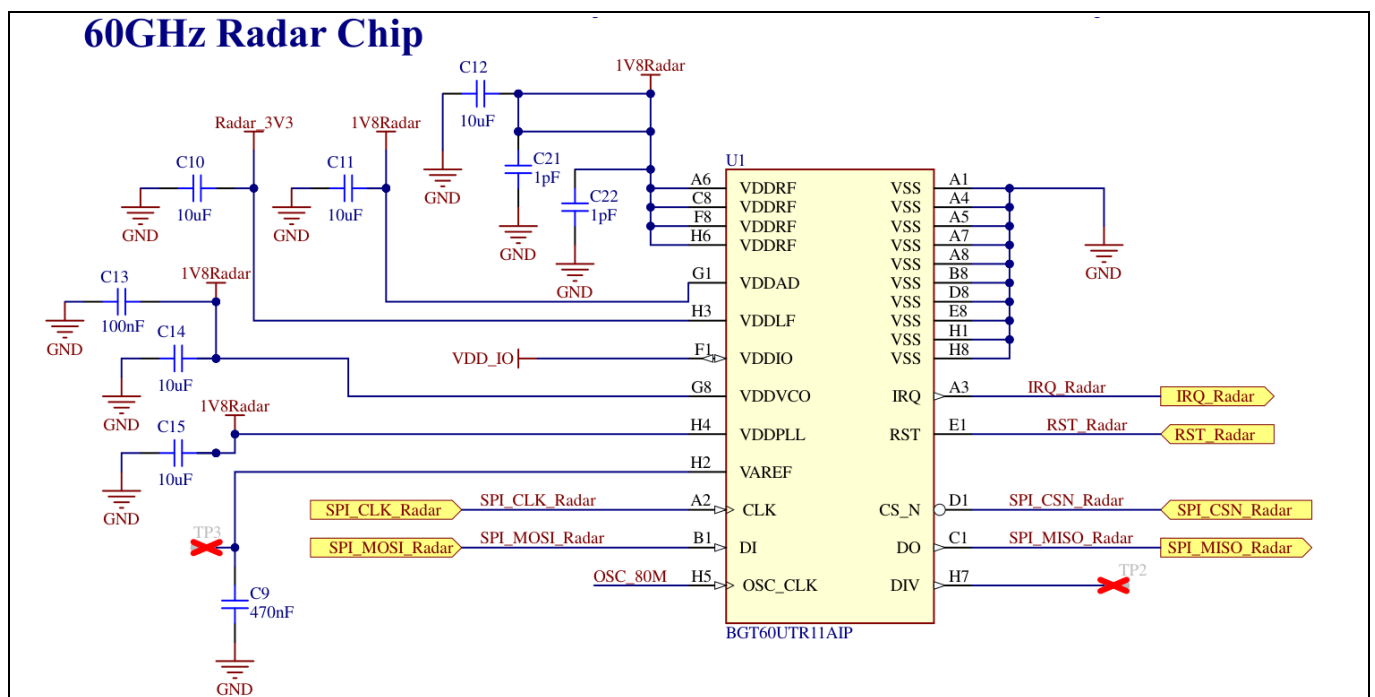 60GHz Radar Chip
C12
1V8Radar
10uF
Radar_3V3
1V8Radar
C10
C11
C21
1pF
U1
10uF
10uF
GND
C22
1pF
GND
GND
GND
GND
A6 VDDRF VSS A1
C8 VDDRF VSS A4
F8 VDDRF VSS A5
H6 VDDRF VSS A7
VSS A8
G1 VDDAD VSS B8
VSS D8
H3 VDDLF VSS E8
VSS H1
VDD_IO F1 VDDIO VSS H8
GND
C13
1V8Radar
100nF
GND
C14
10uF
GND
G8 VDDVCO IRQ A3 IRQ_Radar IRQ_Radar
1V8Radar
C15
H4 VDDPLL RST E1 RST_Radar RST_Radar
10uF
GND
H2 VAREF
SPI_CLK_Radar SPI_CLK_Radar A2 CLK CS_N D1 SPI_CSN_Radar SPI_CSN_Radar
TP3
SPI_MOSI_Radar SPI_MOSI_Radar B1 DI DO C1 SPI_MISO_Radar SPI_MISO_Radar
OSC_80M H5 OSC_CLK DIV H7 TP2
C9
470nF
GND
BGT60UTR11AIP